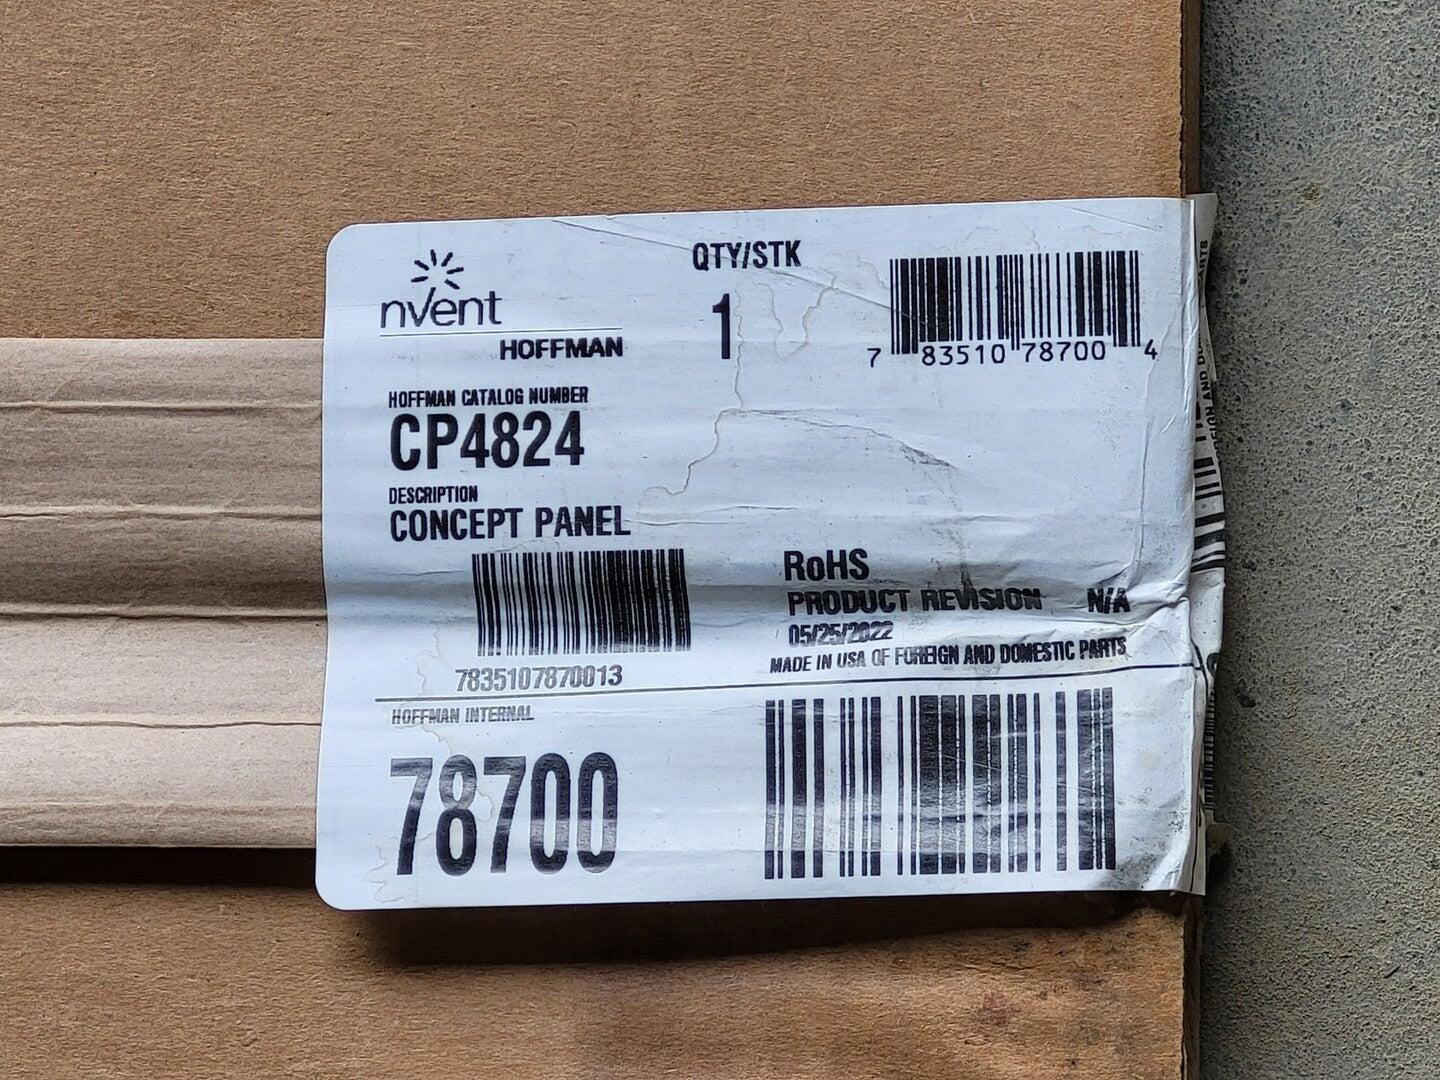 nVent
HOFFMAN
QTY/STK
1
7 83510 78700 4
HOFFMAN CATALOG NUMBER
CP4824
DESCRIPTION
CONCEPT PANEL
7835107870013
RoHS
PRODUCT REVISION N/A
05/25/2022
MADE IN USA OF FOREIGN AND DOMESTIC PARTS
HOFFMAN INTERNAL
78700